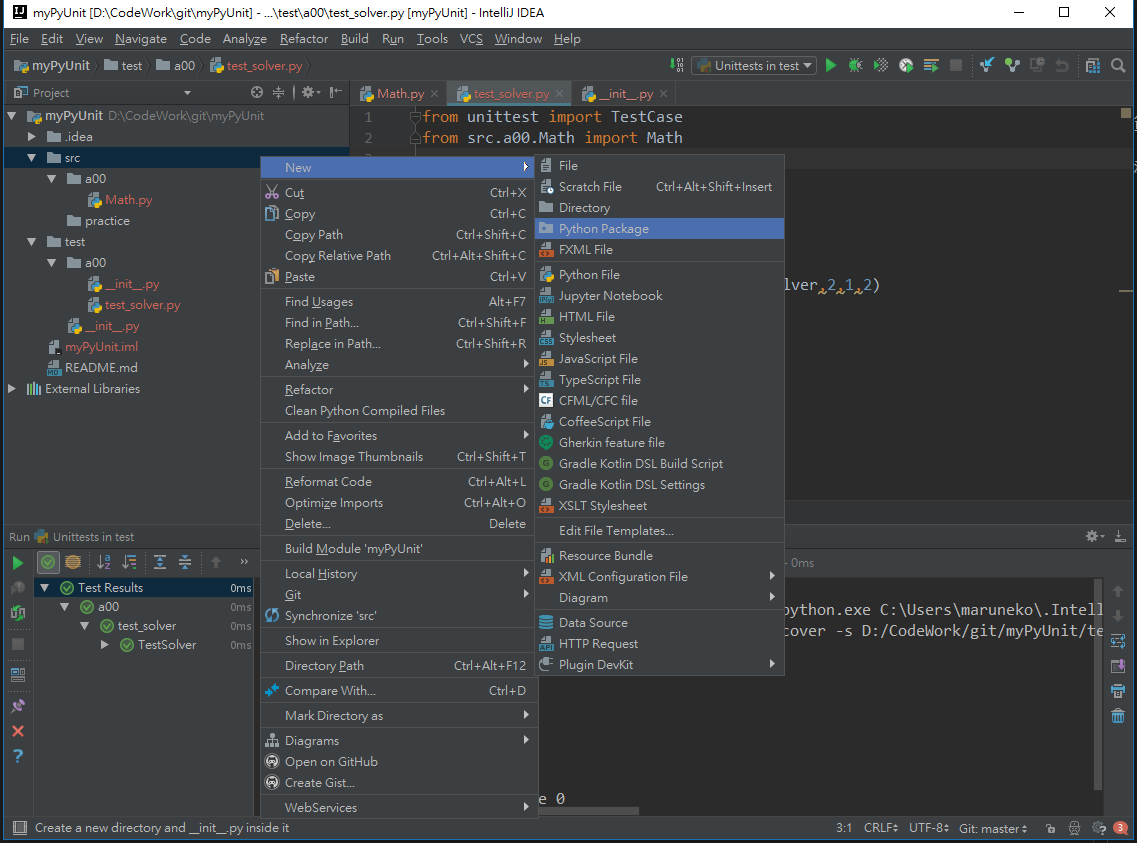 myPyUnit [D:\CodeWork\git\myPyUnit] - ...\test\a00\test_solver.py [myPyUnit] - IntelliJ IDEA
File Edit View Navigate Code Analyze Refactor Build Run Tools VCS Window Help
myPyUnit test a00 test_solver.py Unittests in test
Project Math.py test_solver.py __init__.py
myPyUnit D:\CodeWork\git\myPyUnit
.idea
src
a00
Math.py
practice
test
a00
__init__.py
test_solver.py
__init__.py
myPyUnit.iml
README.md
External Libraries
1 from unittest import TestCase
2 from src.a00.Math import Math
lver,2,1,2)
New
Cut Ctrl+X
Copy Ctrl+C
Copy Path Ctrl+Shift+C
Copy Relative Path Ctrl+Alt+Shift+C
Paste Ctrl+V
Find Usages Alt+F7
Find in Path... Ctrl+Shift+F
Replace in Path... Ctrl+Shift+R
Analyze
Refactor
Clean Python Compiled Files
Add to Favorites
Show Image Thumbnails Ctrl+Shift+T
Reformat Code Ctrl+Alt+L
Optimize Imports Ctrl+Alt+O
Delete... Delete
Build Module 'myPyUnit'
Local History
Git
Synchronize 'src'
Show in Explorer
Directory Path Ctrl+Alt+F12
Compare With... Ctrl+D
Mark Directory as
Diagrams
Open on GitHub
Create Gist...
WebServices
File
Scratch File Ctrl+Alt+Shift+Insert
Directory
Python Package
FXML File
Python File
Jupyter Notebook
HTML File
Stylesheet
JavaScript File
TypeScript File
CFML/CFC file
CoffeeScript File
Gherkin feature file
Gradle Kotlin DSL Build Script
Gradle Kotlin DSL Settings
XSLT Stylesheet
Edit File Templates...
Resource Bundle
XML Configuration File
Diagram
Data Source
HTTP Request
Plugin DevKit
Run Unittests in test
- 0ms
Test Results 0ms
a00 0ms
test_solver 0ms
TestSolver 0ms
python.exe C:\Users\maruneko\.Intell
cover -s D:/CodeWork/git/myPyUnit/te
e 0
Create a new directory and __init__.py inside it 3:1 CRLF UTF-8 Git: master 3